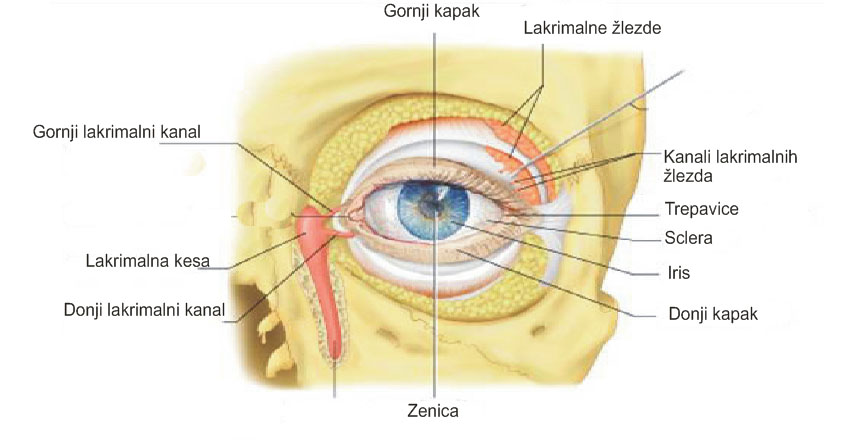 Gornji kapak
Lakrimalne žlezde
Gornji lakrimalni kanal
Kanali lakrimalnih
žlezda
Trepavice
Sclera
Lakrimalna kesa
Iris
Donji lakrimalni kanal
Donji kapak
Zenica